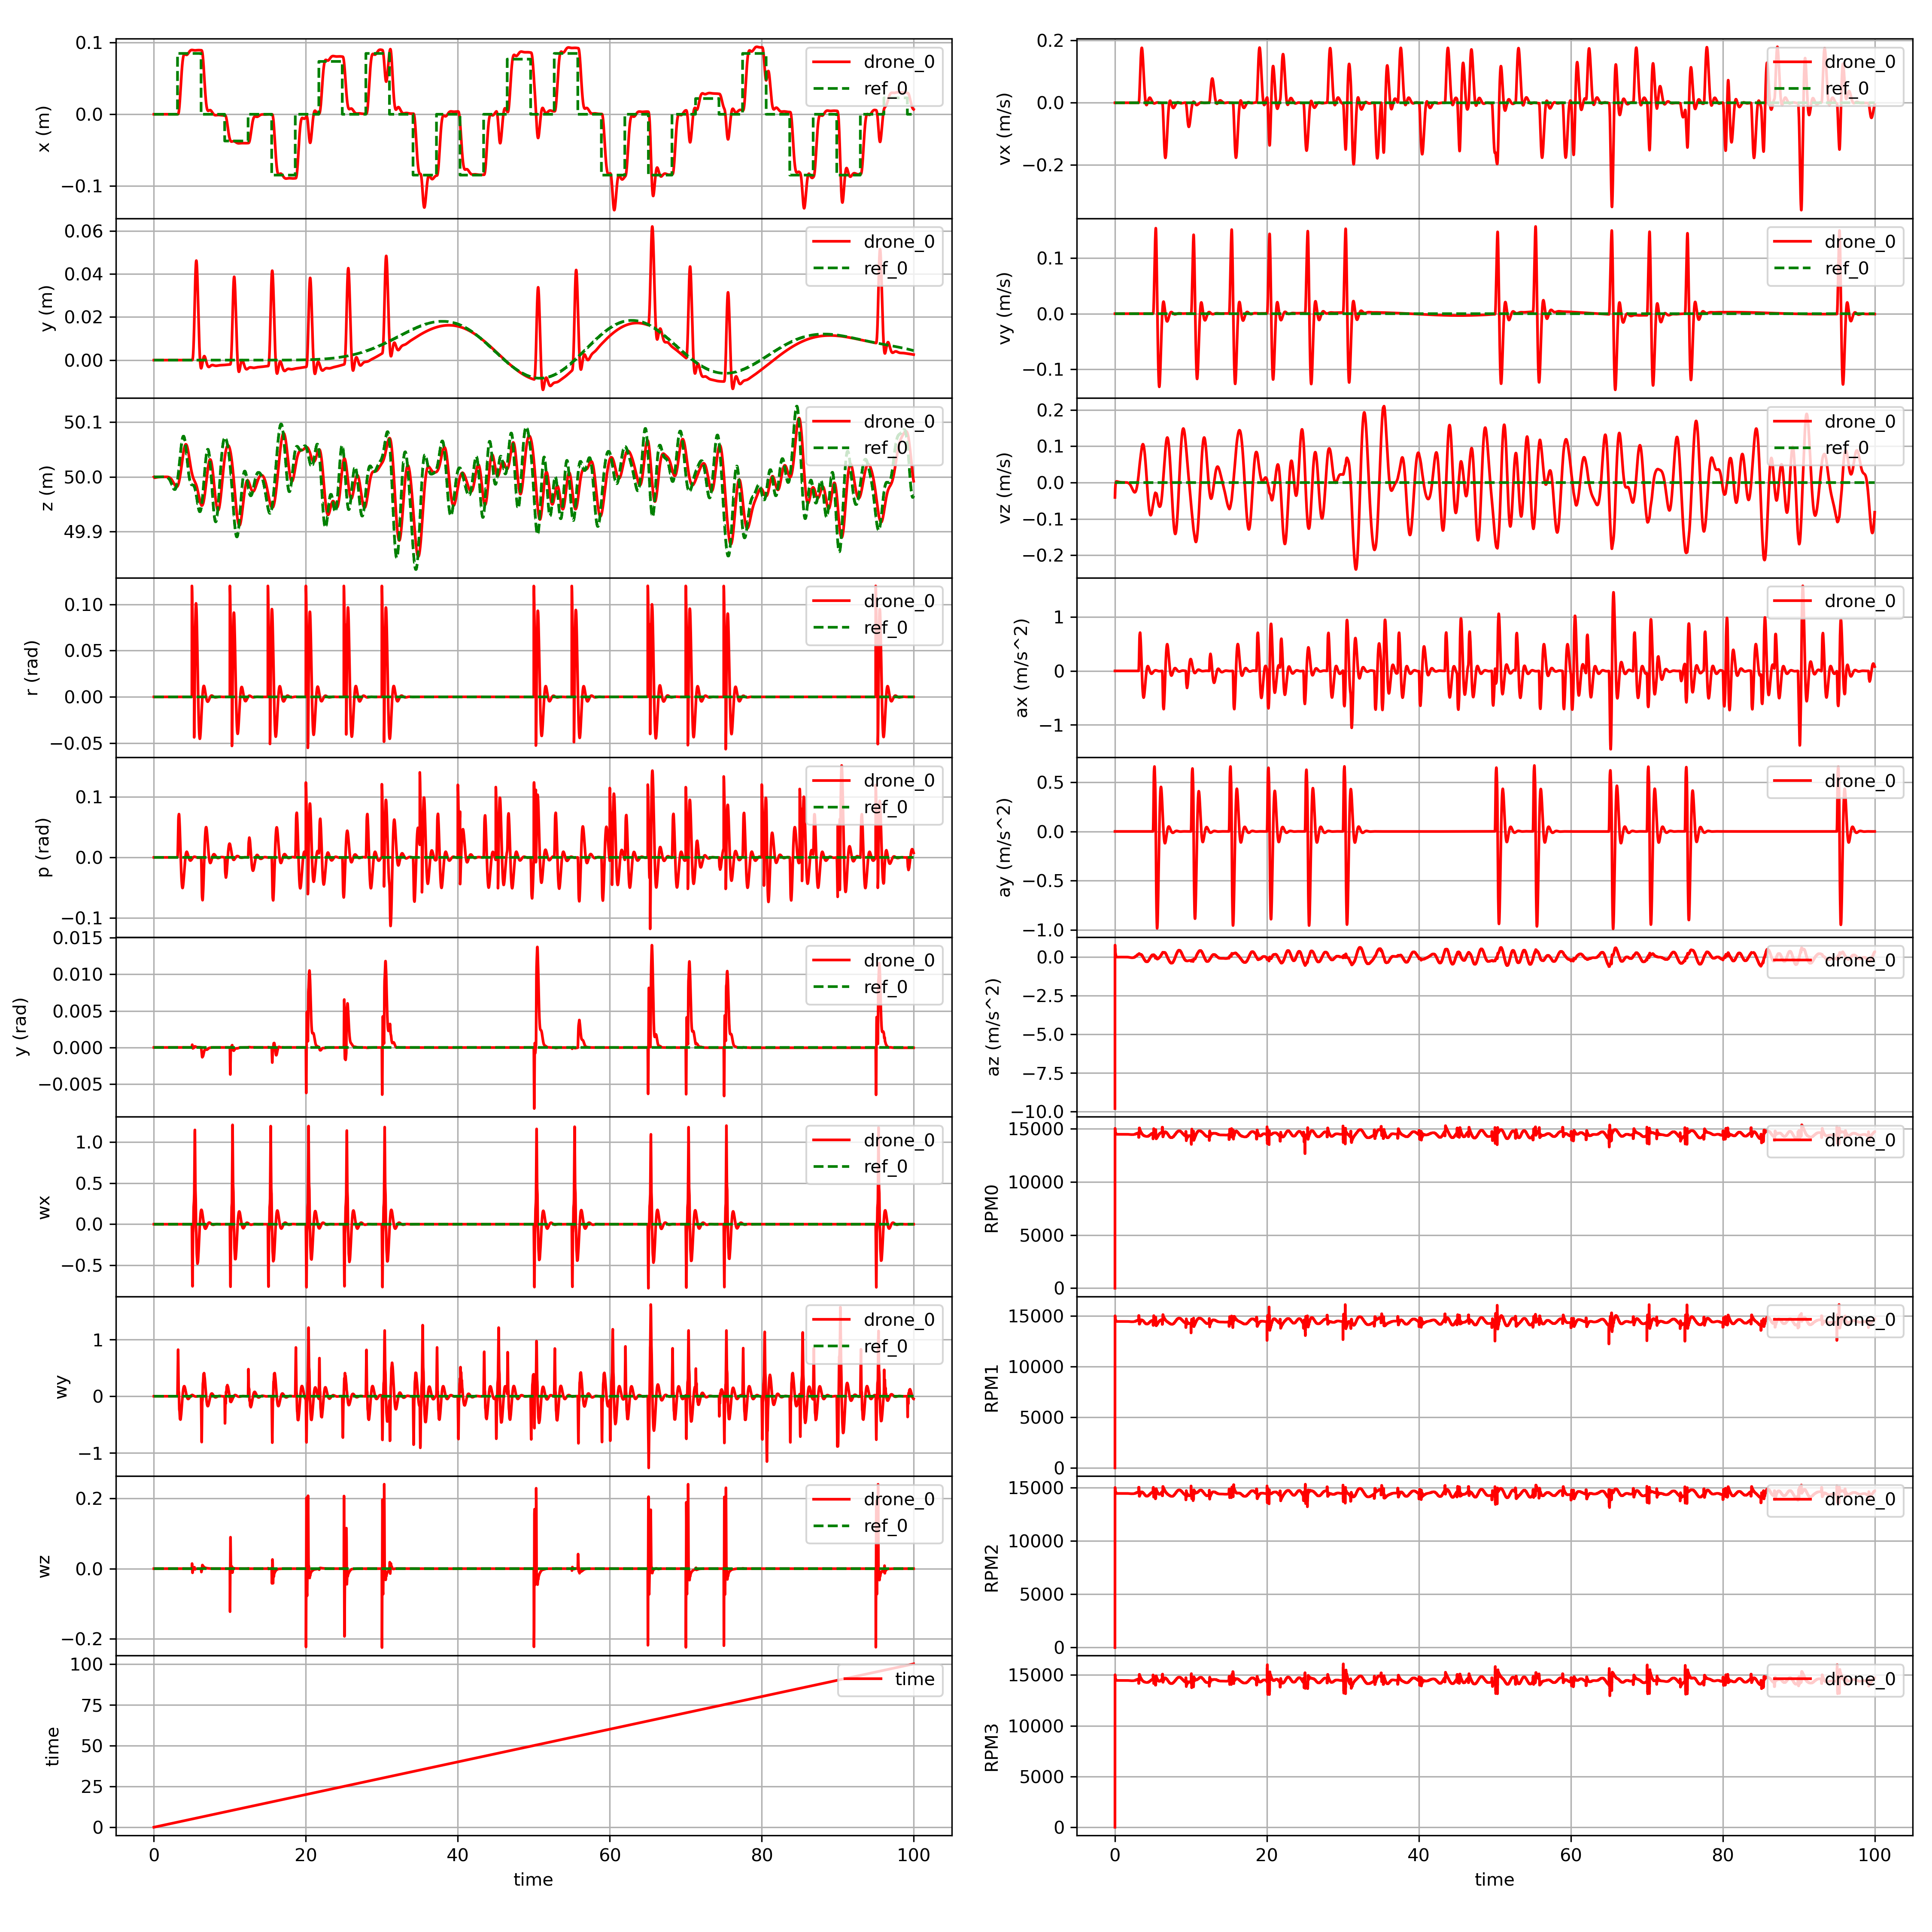 x (m)
0.1
0.0
−0.1
drone_0
ref_0
y (m)
0.06
0.04
0.02
0.00
drone_0
ref_0
z (m)
50.1
50.0
49.9
drone_0
ref_0
r (rad)
0.10
0.05
0.00
−0.05
drone_0
ref_0
p (rad)
0.1
0.0
−0.1
drone_0
ref_0
y (rad)
0.015
0.010
0.005
0.000
−0.005
drone_0
ref_0
wx
1.0
0.5
0.0
−0.5
drone_0
ref_0
wy
1
0
−1
drone_0
ref_0
wz
0.2
0.0
−0.2
drone_0
ref_0
time
100
75
50
25
0
time
0 20 40 60 80 100
time
vx (m/s)
0.2
0.0
−0.2
drone_0
ref_0
vy (m/s)
0.1
0.0
−0.1
drone_0
ref_0
vz (m/s)
0.2
0.1
0.0
−0.1
−0.2
drone_0
ref_0
ax (m/s^2)
1
0
−1
drone_0
ay (m/s^2)
0.5
0.0
−0.5
−1.0
drone_0
az (m/s^2)
0.0
−2.5
−5.0
−7.5
−10.0
drone_0
RPM0
15000
10000
5000
0
drone_0
RPM1
15000
10000
5000
0
drone_0
RPM2
15000
10000
5000
0
drone_0
RPM3
15000
10000
5000
0
drone_0
0 20 40 60 80 100
time